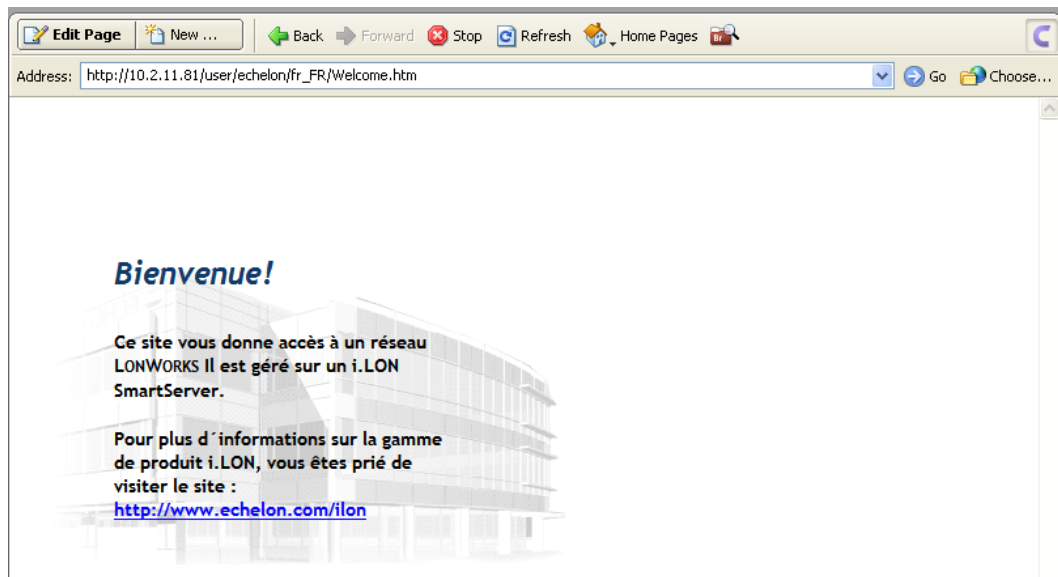 Edit Page New ... Back Forward Stop Refresh Home Pages
Address: http://10.2.11.81/user/echelon/fr_FR/Welcome.htm Go Choose...
Bienvenue!
Ce site vous donne accès à un réseau
LONWORKS Il est géré sur un i.LON
SmartServer.
Pour plus d´informations sur la gamme
de produit i.LON, vous êtes prié de
visiter le site :
http://www.echelon.com/ilon